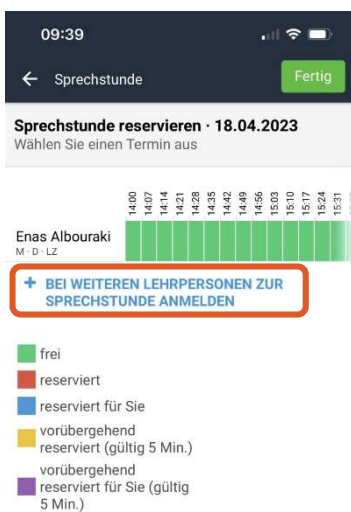 09:39
Sprechstunde
Fertig
Sprechstunde reservieren · 18.04.2023
Wählen Sie einen Termin aus
14:00 14:07 14:14 14:21 14:28 14:35 14:42 14:49 14:56 15:03 15:10 15:17 15:24 15:31
Enas Albouraki
M · D · LZ
+ BEI WEITEREN LEHRPERSONEN ZUR
SPRECHSTUNDE ANMELDEN
frei
reserviert
reserviert für Sie
vorübergehend
reserviert (gültig 5 Min.)
vorübergehend
reserviert für Sie (gültig
5 Min.)